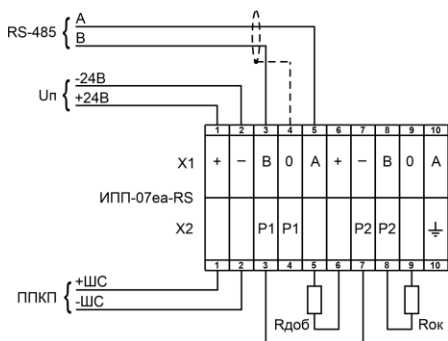 A
RS-485
B
-24В
Uп
+24В
1 2 3 4 5 6 7 8 9 10
X1 + – B 0 A + – B 0 A
ИПП-07еа-RS
X2 P1 P1 P2 P2
1 2 3 4 5 6 7 8 9 10
+ШС
ППКП
-ШС
Rдоб Rок